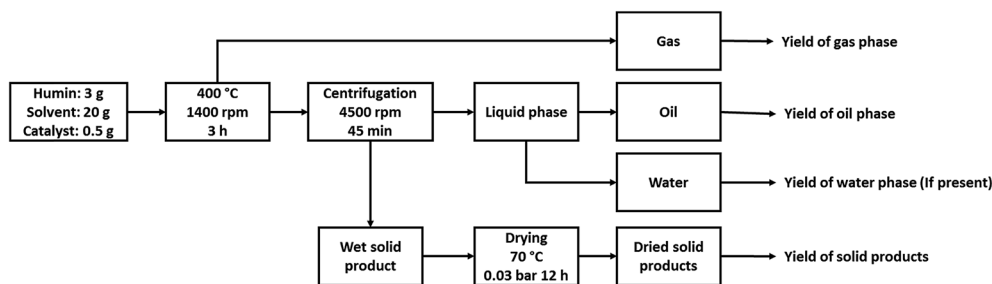 Gas
Yield of gas phase
Humin: 3 g
Solvent: 20 g
Catalyst: 0.5 g
400 °C
1400 rpm
3 h
Centrifugation
4500 rpm
45 min
Liquid phase
Oil
Yield of oil phase
Water
Yield of water phase (If present)
Wet solid
product
Drying
70 °C
0.03 bar 12 h
Dried solid
products
Yield of solid products